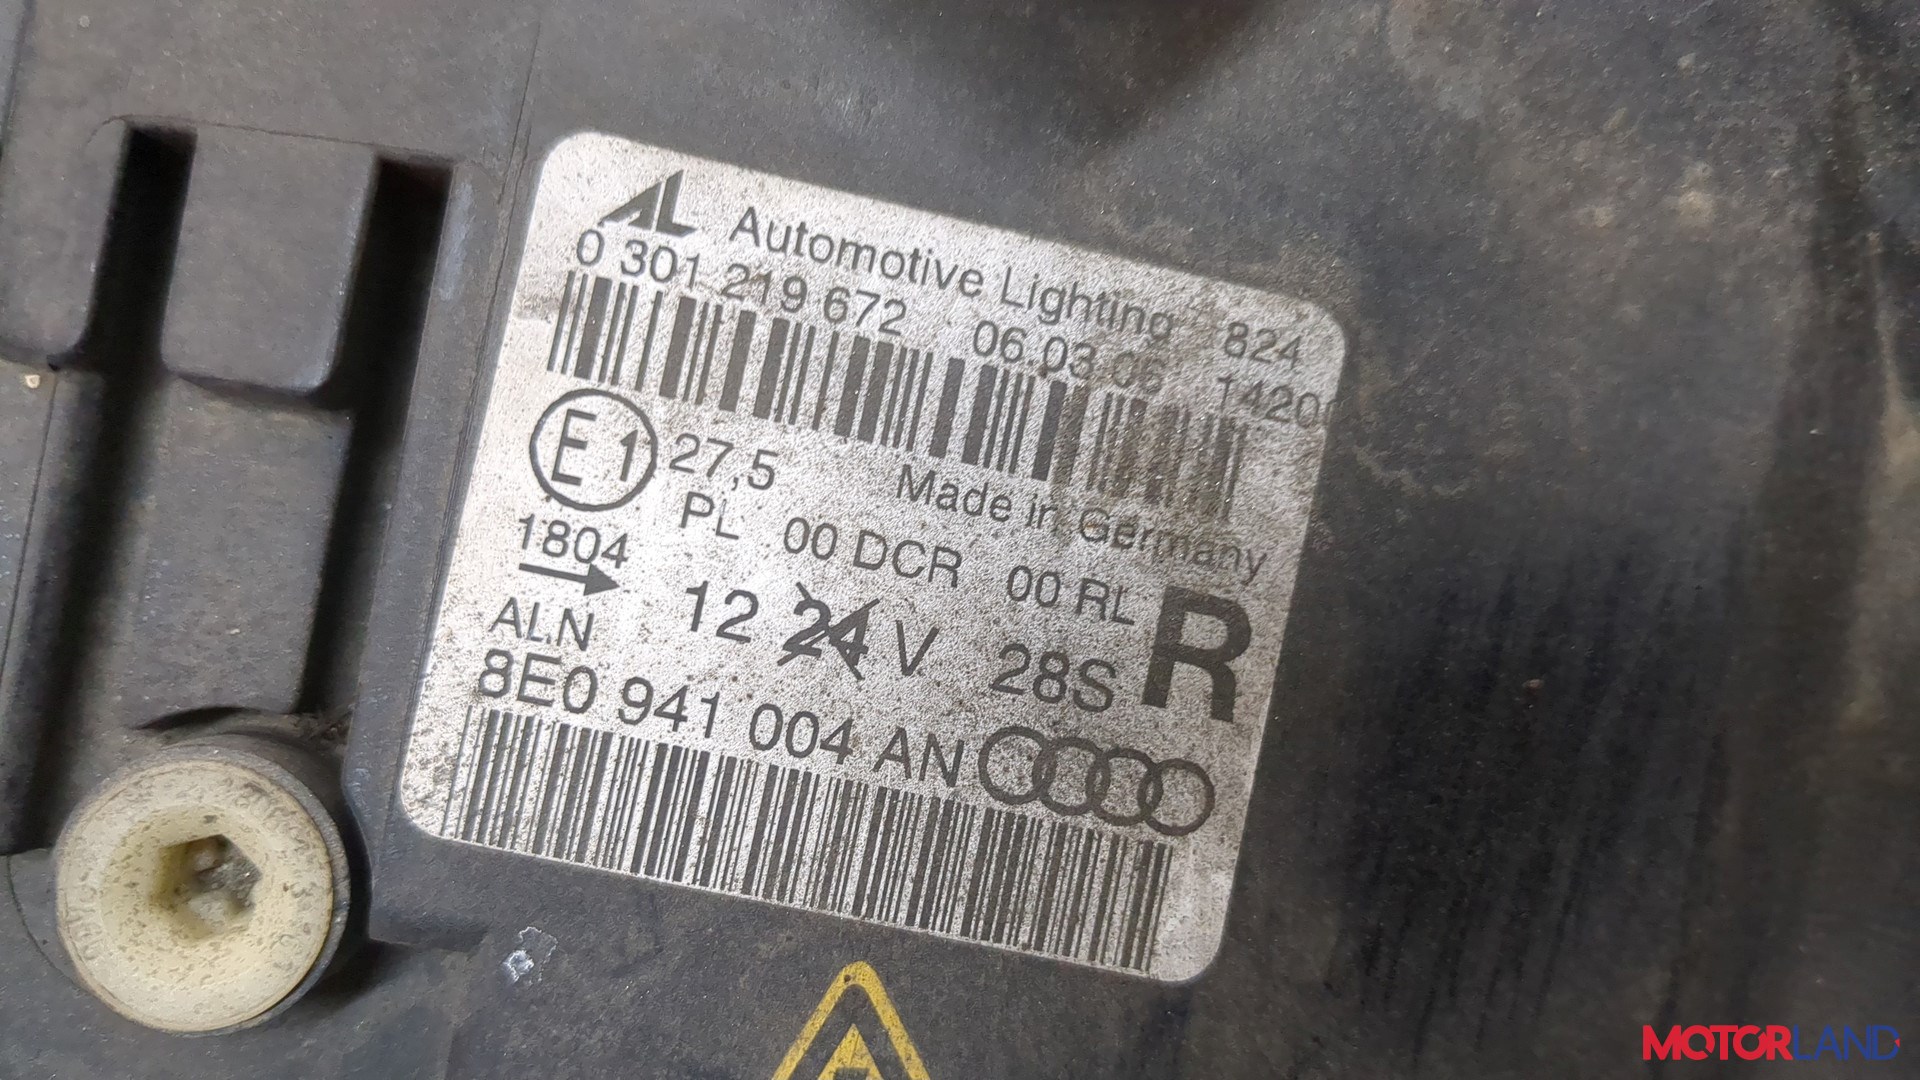 AL Automotive Lighting 824
0 301 219 672 06.03.06 1420
E1 27,5 Made in Germany
1804 PL 00 DCR 00 RL
ALN 12 24 V 28S R
8E0 941 004 AN
MOTORLAND